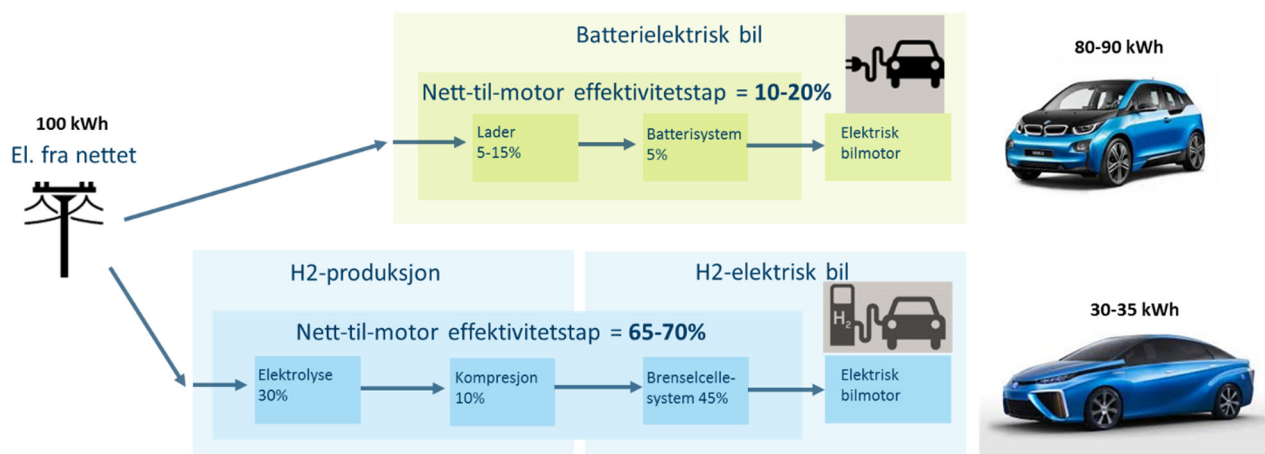 Batterielektrisk bil
80-90 kWh
Nett-til-motor effektivitetstap = 10-20%
100 kWh
El. fra nettet
Lader
5-15%
Batterisystem
5%
Elektrisk
bilmotor
H2-produksjon
H2-elektrisk bil
H2
30-35 kWh
Nett-til-motor effektivitetstap = 65-70%
Elektrolyse
30%
Kompresjon
10%
Brenselcelle-
system 45%
Elektrisk
bilmotor